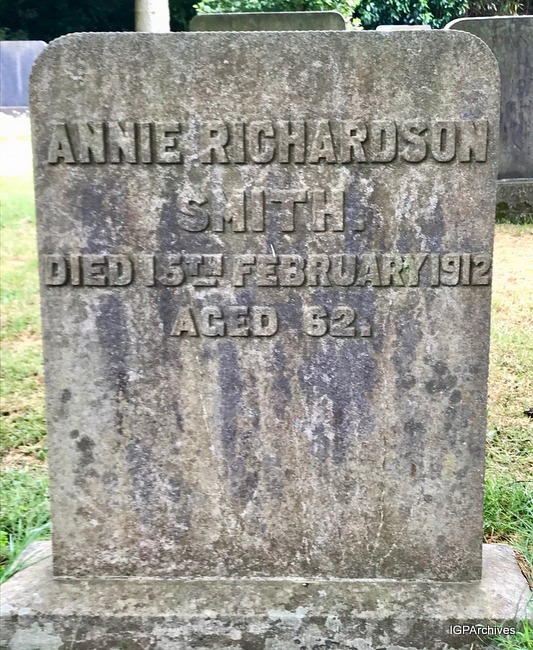 ANNIE RICHARDSON
SMITH.
DIED 15TH FEBRUARY 1912
AGED 62.
IGPArchives